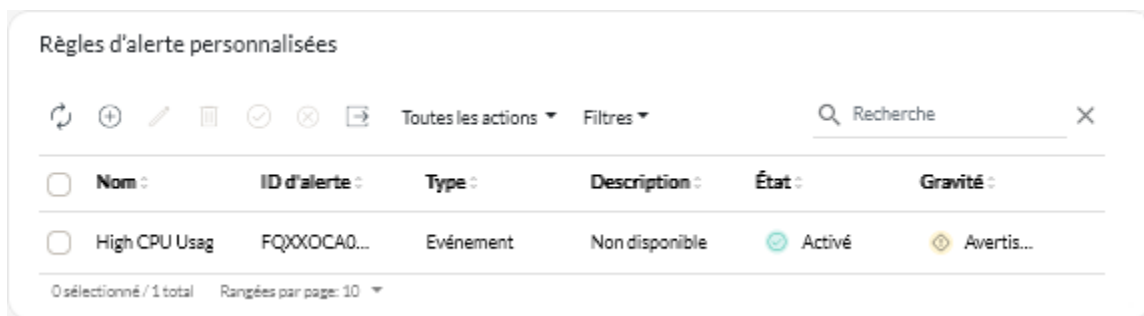 Règles d'alerte personnalisées
Toutes les actions Filtres Recherche
Nom ID d'alerte Type Description État Gravité
High CPU Usag FQXXOCA0... Evénement Non disponible Activé Avertis...
0 sélectionné / 1 total Rangées par page: 10